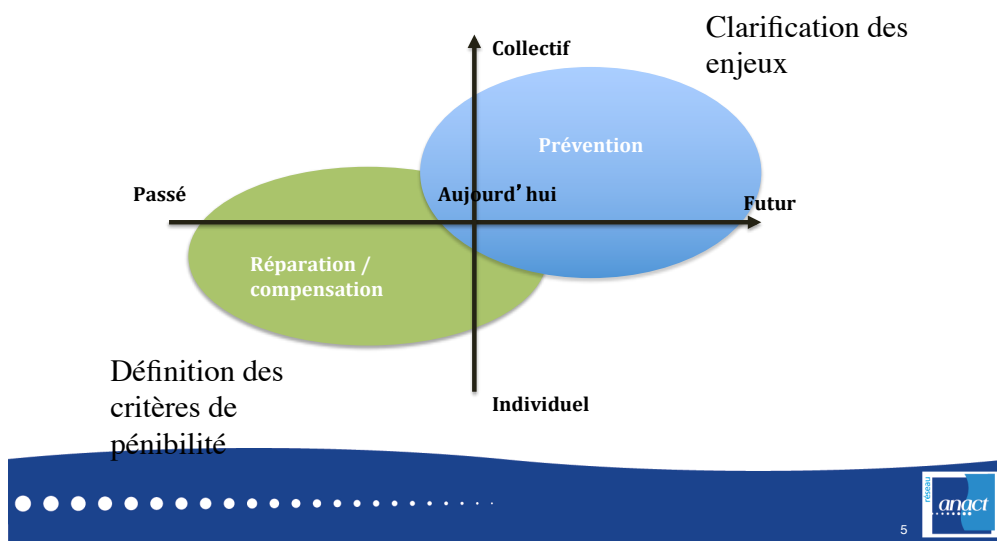 Clarification des
enjeux
Collectif
Prévention
Passé
Aujourd’ hui
Futur
Réparation /
compensation
Définition des
critères de
pénibilité
Individuel
5
réseau
anact